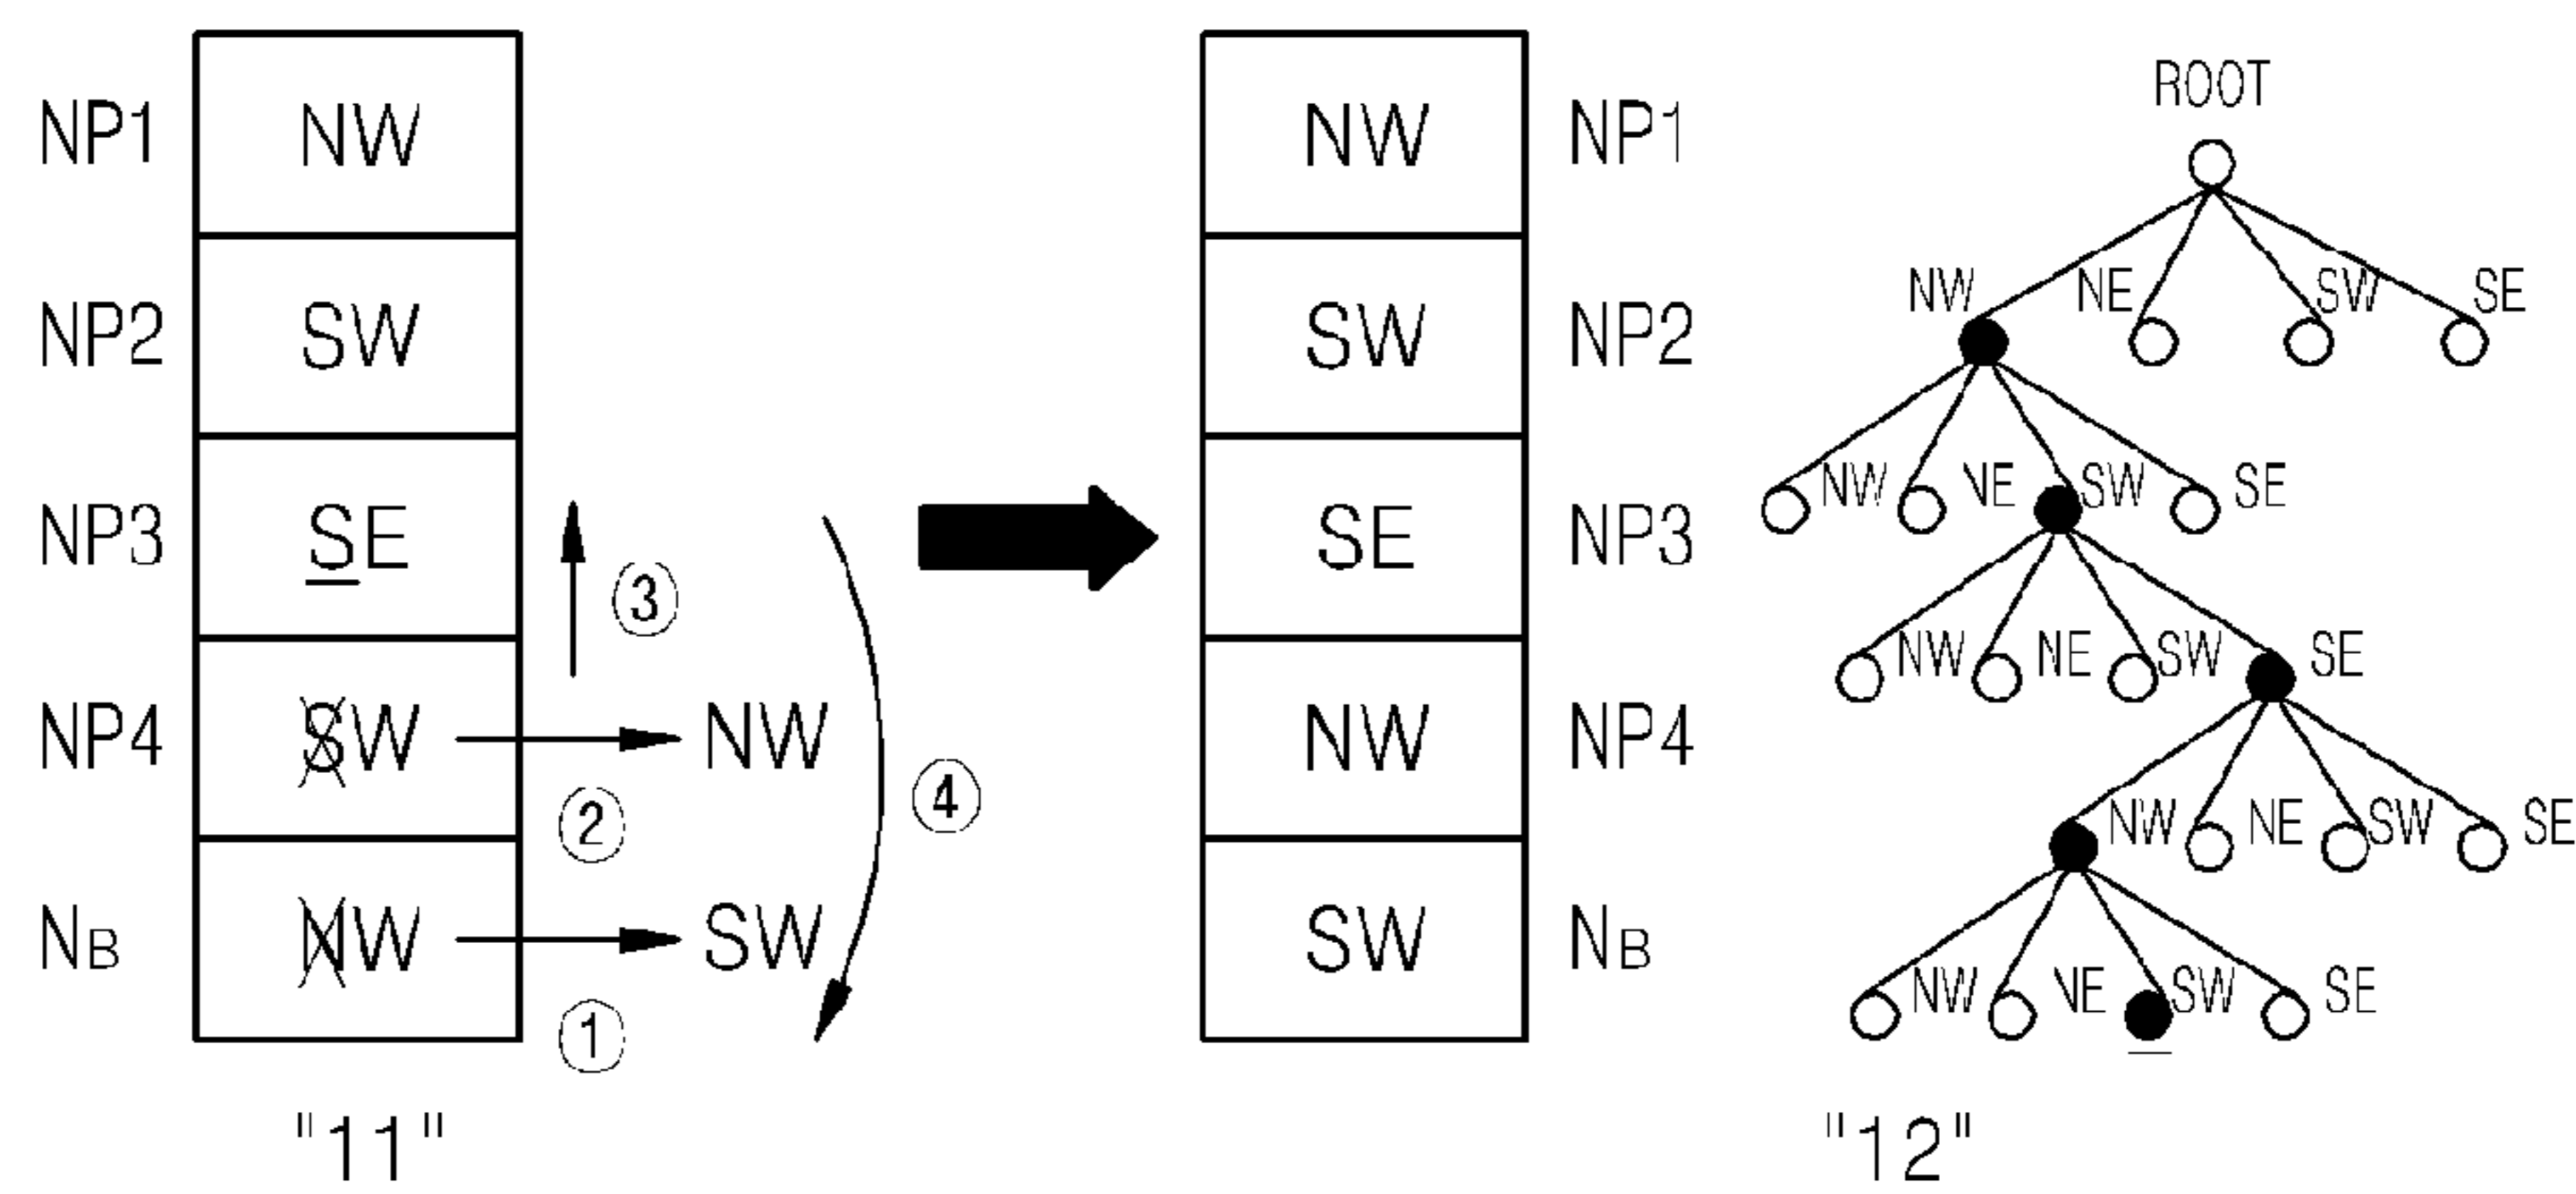 ROOT
NP1 NW NW NP1
NW NE SW SE
NP2 SW SW NP2
NW NE SW SE
NP3 SE SE NP3
③
NW NE SW SE
NP4 SW NW NW NP4
② ④
NW NE SW SE
NB NW SW SW NB
NW NE SW SE
①
"11" "12"